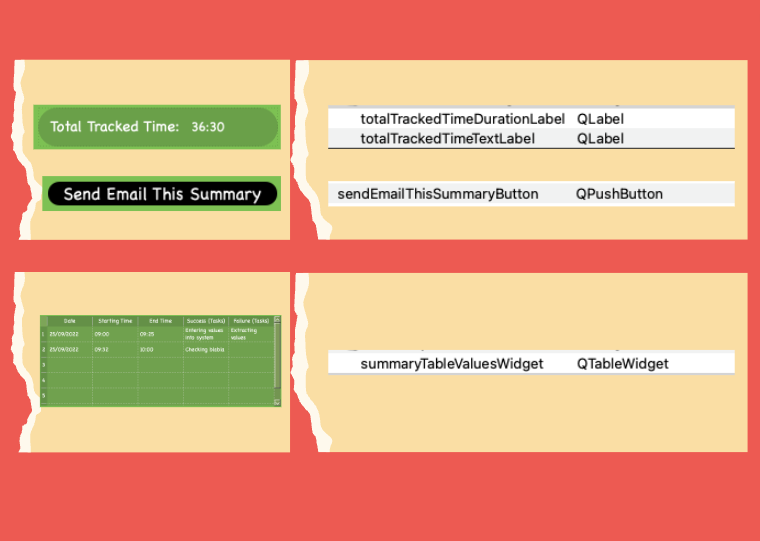 Total Tracked Time: 36:30
totalTrackedTimeDurationLabel QLabel
totalTrackedTimeTextLabel QLabel
Send Email This Summary
sendEmailThisSummaryButton QPushButton
Date Starting Time End Time Success (Tasks) Failure (Tasks)
1 25/09/2022 09:00 09:25 Entering values into system Extracting values
2 25/09/2022 09:32 10:00 Checking blabla
3
4
5
summaryTableValuesWidget QTableWidget